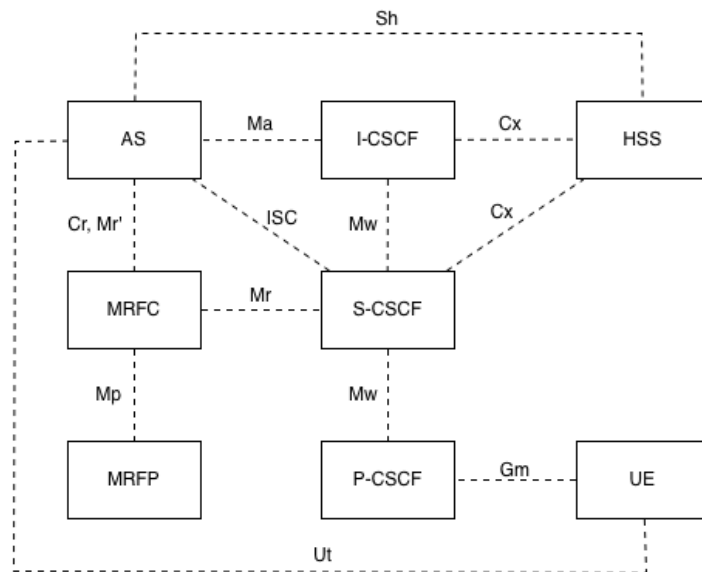 Sh
AS
Ma
I-CSCF
Cx
HSS
Cr, Mr'
ISC
Mw
Cx
MRFC
Mr
S-CSCF
Mp
Mw
MRFP
P-CSCF
Gm
UE
Ut